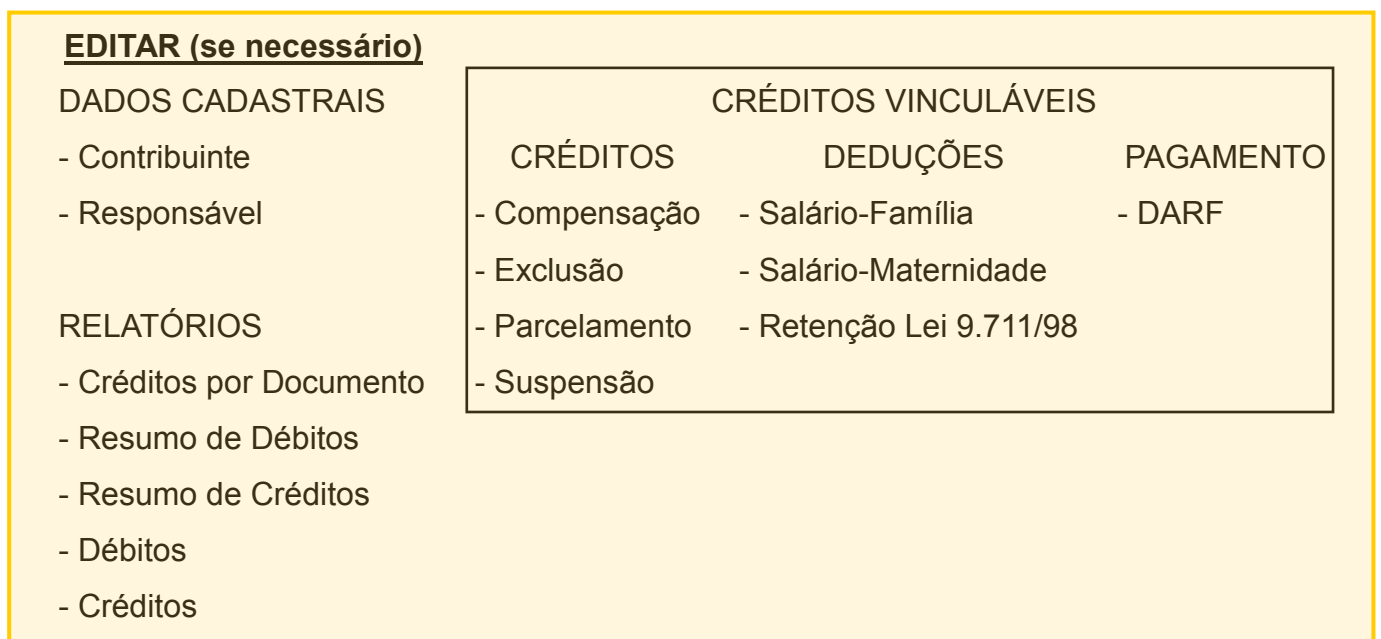 EDITAR (se necessário)
DADOS CADASTRAIS
- Contribuinte
- Responsável
RELATÓRIOS
- Créditos por Documento
- Resumo de Débitos
- Resumo de Créditos
- Débitos
- Créditos
CRÉDITOS VINCULÁVEIS
CRÉDITOS
- Compensação
- Exclusão
- Parcelamento
- Suspensão
DEDUÇÕES
- Salário-Família
- Salário-Maternidade
- Retenção Lei 9.711/98
PAGAMENTO
- DARF